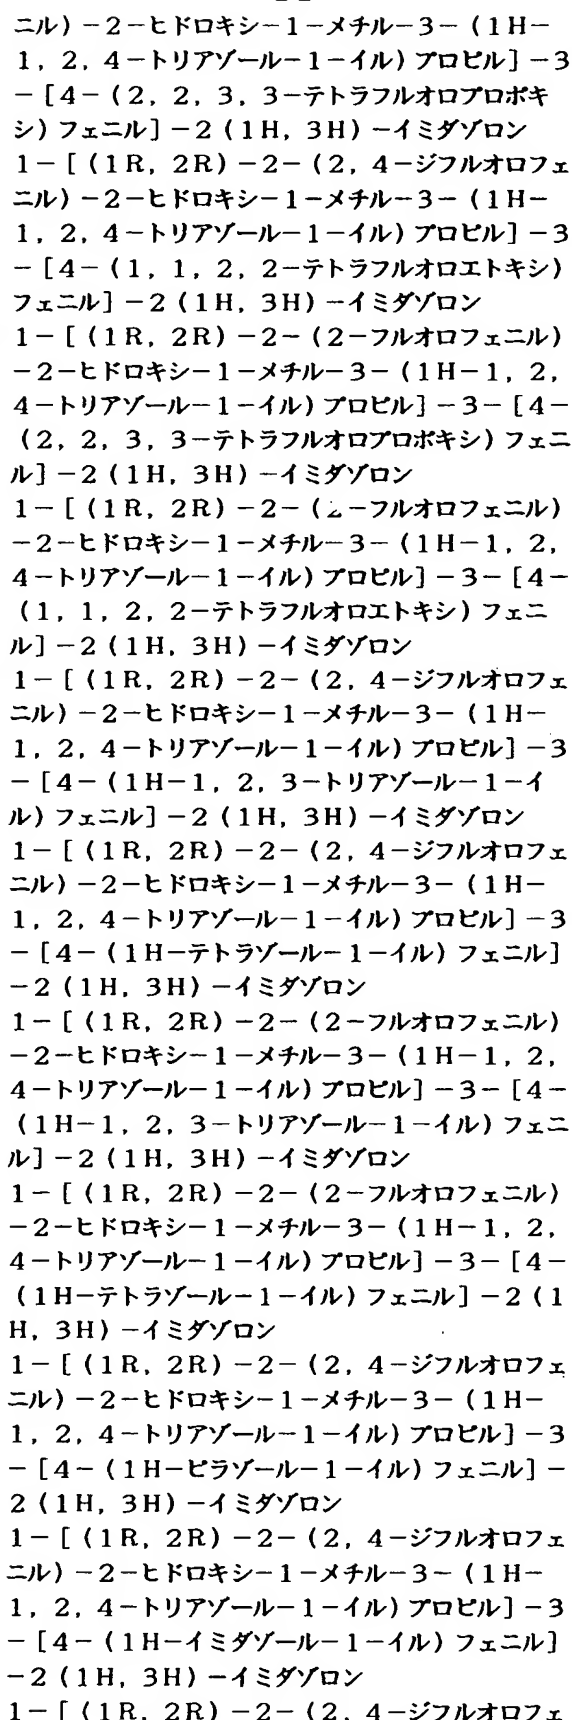 ニル）－２－ヒドロキシ－１－メチル－３－（１Ｈ－
１，２，４－トリアゾール－１－イル）プロピル］－３
－［４－（２，２，３，３－テトラフルオロプロポキ
シ）フェニル］－２（１Ｈ，３Ｈ）－イミダゾロン
１－［（１Ｒ，２Ｒ）－２－（２，４－ジフルオロフェ
ニル）－２－ヒドロキシ－１－メチル－３－（１Ｈ－
１，２，４－トリアゾール－１－イル）プロピル］－３
－［４－（１，１，２，２－テトラフルオロエトキシ）
フェニル］－２（１Ｈ，３Ｈ）－イミダゾロン
１－［（１Ｒ，２Ｒ）－２－（２－フルオロフェニル）
－２－ヒドロキシ－１－メチル－３－（１Ｈ－１，２，
４－トリアゾール－１－イル）プロピル］－３－［４－
（２，２，３，３－テトラフルオロプロポキシ）フェニ
ル］－２（１Ｈ，３Ｈ）－イミダゾロン
１－［（１Ｒ，２Ｒ）－２－（２－フルオロフェニル）
－２－ヒドロキシ－１－メチル－３－（１Ｈ－１，２，
４－トリアゾール－１－イル）プロピル］－３－［４－
（１，１，２，２－テトラフルオロエトキシ）フェニ
ル］－２（１Ｈ，３Ｈ）－イミダゾロン
１－［（１Ｒ，２Ｒ）－２－（２，４－ジフルオロフェ
ニル）－２－ヒドロキシ－１－メチル－３－（１Ｈ－
１，２，４－トリアゾール－１－イル）プロピル］－３
－［４－（１Ｈ－１，２，３－トリアゾール－１－イ
ル）フェニル］－２（１Ｈ，３Ｈ）－イミダゾロン
１－［（１Ｒ，２Ｒ）－２－（２，４－ジフルオロフェ
ニル）－２－ヒドロキシ－１－メチル－３－（１Ｈ－
１，２，４－トリアゾール－１－イル）プロピル］－３
－［４－（１Ｈ－テトラゾール－１－イル）フェニル］
－２（１Ｈ，３Ｈ）－イミダゾロン
１－［（１Ｒ，２Ｒ）－２－（２－フルオロフェニル）
－２－ヒドロキシ－１－メチル－３－（１Ｈ－１，２，
４－トリアゾール－１－イル）プロピル］－３－［４－
（１Ｈ－１，２，３－トリアゾール－１－イル）フェニ
ル］－２（１Ｈ，３Ｈ）－イミダゾロン
１－［（１Ｒ，２Ｒ）－２－（２－フルオロフェニル）
－２－ヒドロキシ－１－メチル－３－（１Ｈ－１，２，
４－トリアゾール－１－イル）プロピル］－３－［４－
（１Ｈ－テトラゾール－１－イル）フェニル］－２（１
Ｈ，３Ｈ）－イミダゾロン
１－［（１Ｒ，２Ｒ）－２－（２，４－ジフルオロフェ
ニル）－２－ヒドロキシ－１－メチル－３－（１Ｈ－
１，２，４－トリアゾール－１－イル）プロピル］－３
－［４－（１Ｈ－ピラゾール－１－イル）フェニル］－
２（１Ｈ，３Ｈ）－イミダゾロン
１－［（１Ｒ，２Ｒ）－２－（２，４－ジフルオロフェ
ニル）－２－ヒドロキシ－１－メチル－３－（１Ｈ－
１，２，４－トリアゾール－１－イル）プロピル］－３
－［４－（１Ｈ－イミダゾール－１－イル）フェニル］
－２（１Ｈ，３Ｈ）－イミダゾロン
１－［（１Ｒ，２Ｒ）－２－（２，４－ジフルオロフェ